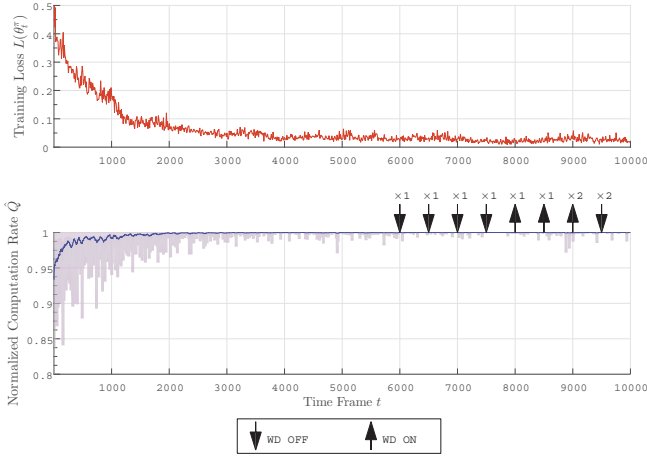 Training Loss L(θ_t^π)
0.5
0.4
0.3
0.2
0.1
0
1000 2000 3000 4000 5000 6000 7000 8000 9000 10000
×1 ×1 ×1 ×1 ×1 ×1 ×2 ×2
Normalized Computation Rate Q̂
1
0.95
0.9
0.85
0.8
1000 2000 3000 4000 5000 6000 7000 8000 9000 10000
Time Frame t
WD OFF WD ON